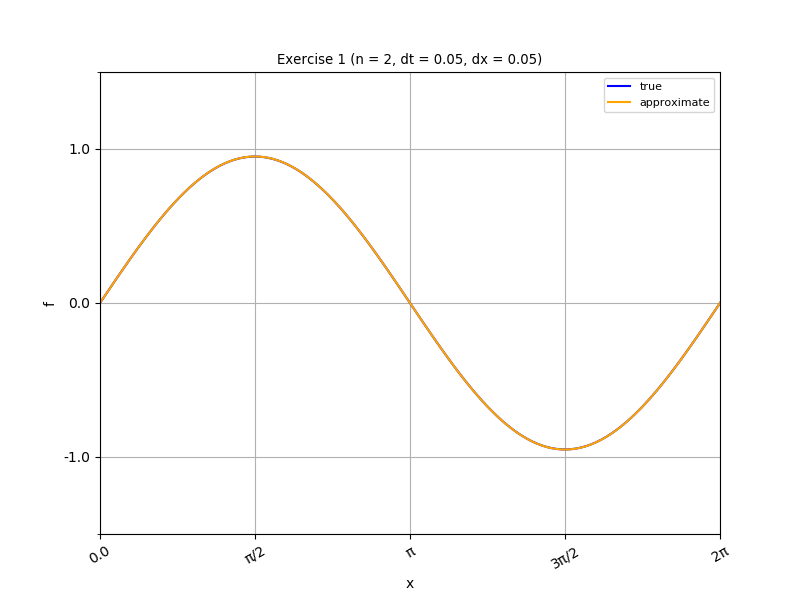 Exercise 1 (n = 2, dt = 0.05, dx = 0.05)
true
approximate
1.0
0.0
-1.0
f
0.0
π/2
π
3π/2
2π
x